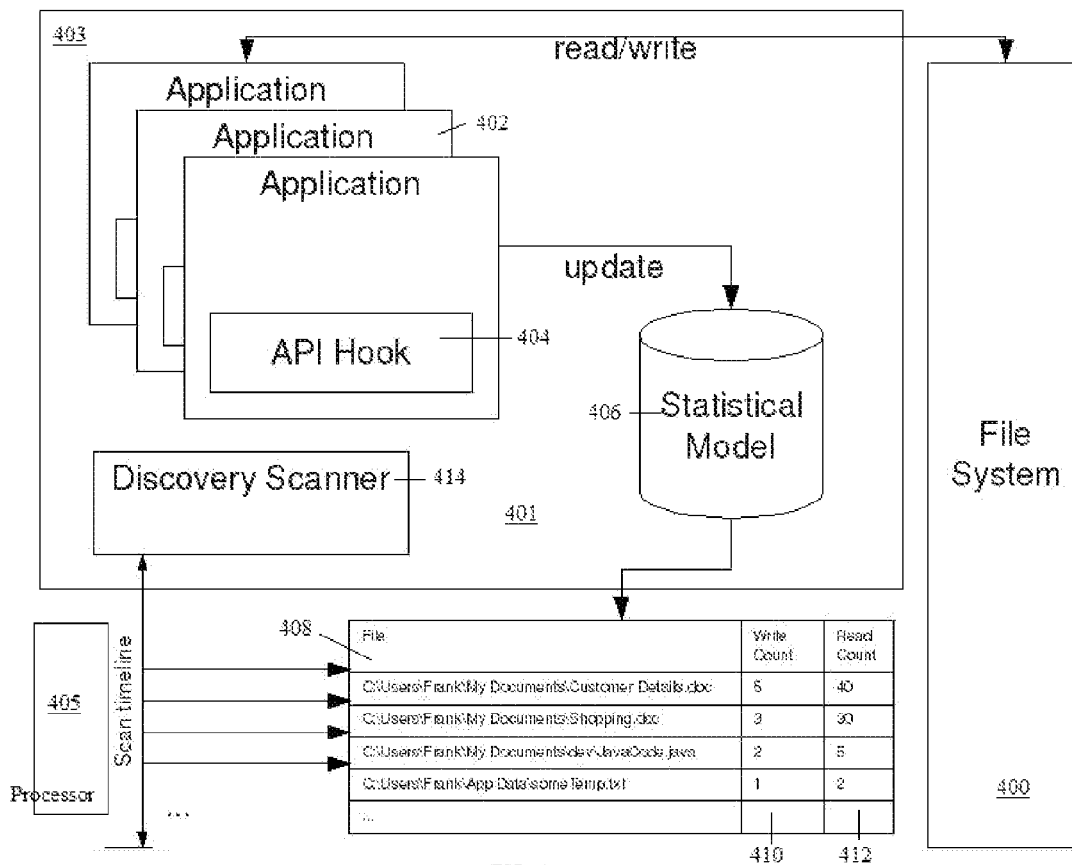 403
read/write
Application
Application
402
Application
update
API Hook
404
406
Statistical
Model
File
System
Discovery Scanner
414
401
408
File
Write
Count
Read
Count
405
Scan timeline
C:\Users\Frank\My Documents\Customer Details.doc
40
C:\Users\Frank\My Documents\Shopping.doc
3
30
C:\Users\Frank\My Documents\dev\JavaCode.java
2
5
C:\Users\Frank\App Data\someTemp.txt
1
2
Processor
...
...
400
410
412